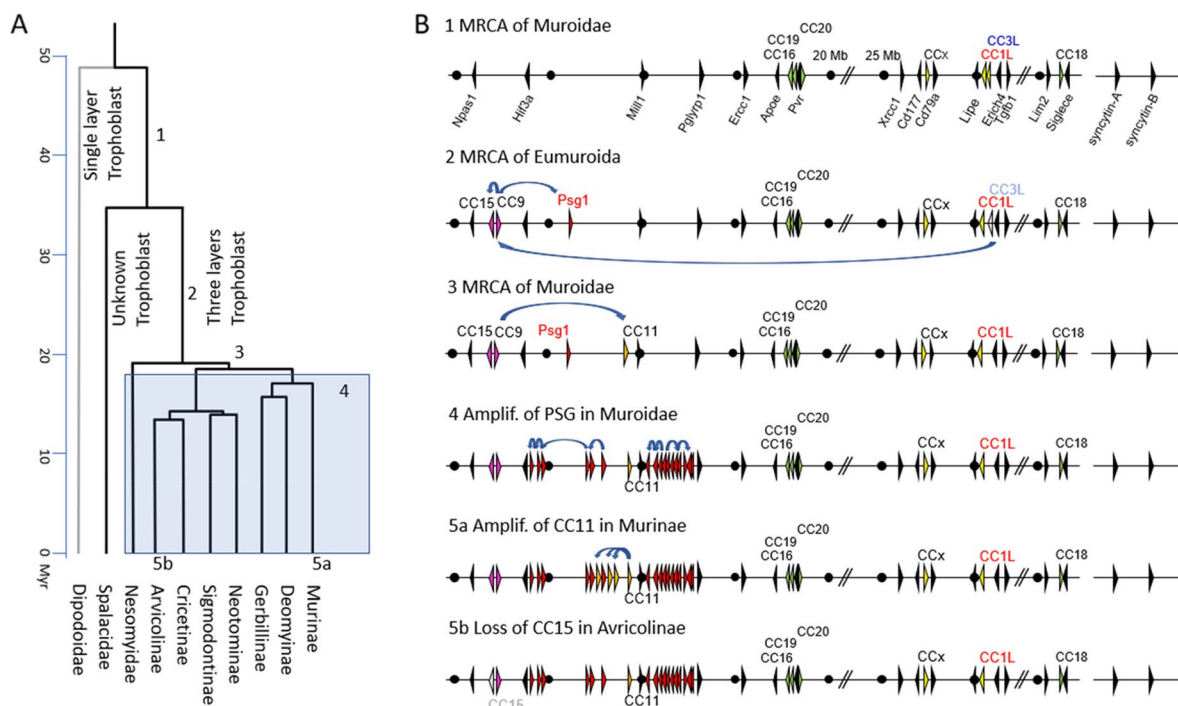 A
50
40
30
20
10
0
Myr
Single layer
Trophoblast
1
Unknown
Trophoblast
2
Three layers
Trophoblast
3
4
5b
5a
Dipodoidae
Spalacidae
Nesomyidae
Arvicolinae
Cricetinae
Sigmodontinae
Neotominae
Gerbillinae
Deomyinae
Murinae
B
1 MRCA of Muroidae
CC20
CC19
CC16
20 Mb
25 Mb
CCx
CC3L
CC1L
CC18
Npas1
Hif3a
Mill1
Pglyrp1
Ercc1
Apoe
Pvr
Xrcc1
Cd177
Cd79a
Lipe
Erich4
Tgfb1
Lim2
Siglece
syncytin-A
syncytin-B
2 MRCA of Eumuroida
CC15
CC9
Psg1
CC20
CC19
CC16
CCx
CC3L
CC1L
CC18
3 MRCA of Muroidae
CC15
CC9
Psg1
CC11
CC20
CC19
CC16
CCx
CC1L
CC18
4 Amplif. of PSG in Muroidae
CC20
CC19
CC16
CCx
CC1L
CC18
CC11
5a Amplif. of CC11 in Murinae
CC20
CC19
CC16
CCx
CC1L
CC18
CC11
5b Loss of CC15 in Avricolinae
CC20
CC19
CC16
CCx
CC1L
CC18
CC15
CC11